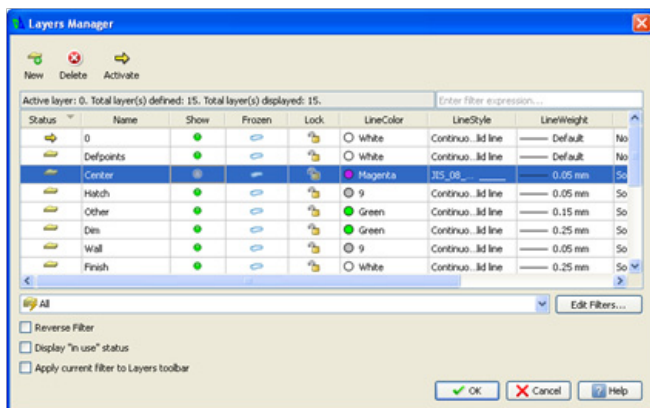 Layers Manager
New Delete Activate
Active layer: 0. Total layer(s) defined: 15. Total layer(s) displayed: 15. Enter filter expression...
Status Name Show Frozen Lock LineColor LineStyle LineWeight
0 White Continuo...lid line Default No
Defpoints White Continuo...lid line Default No
Center Magenta JIS_08_... 0.05 mm So
Hatch 9 Continuo...lid line 0.05 mm So
Other Green Continuo...lid line 0.15 mm So
Dim Green Continuo...lid line 0.25 mm So
Wall 9 Continuo...lid line 0.05 mm So
Finish White Continuo...lid line 0.25 mm So
All Edit Filters...
Reverse Filter
Display "in use" status
Apply current filter to Layers toolbar
OK Cancel Help